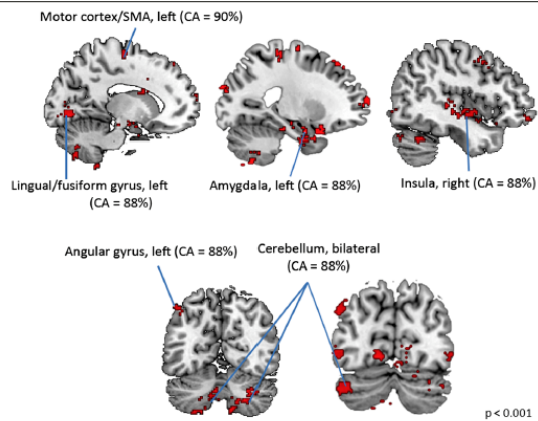 Motor cortex/SMA, left (CA = 90%)
Lingual/fusiform gyrus, left
(CA = 88%)
Amygdala, left (CA = 88%)
Insula, right (CA = 88%)
Angular gyrus, left (CA = 88%)
Cerebellum, bilateral
(CA = 88%)
p < 0.001